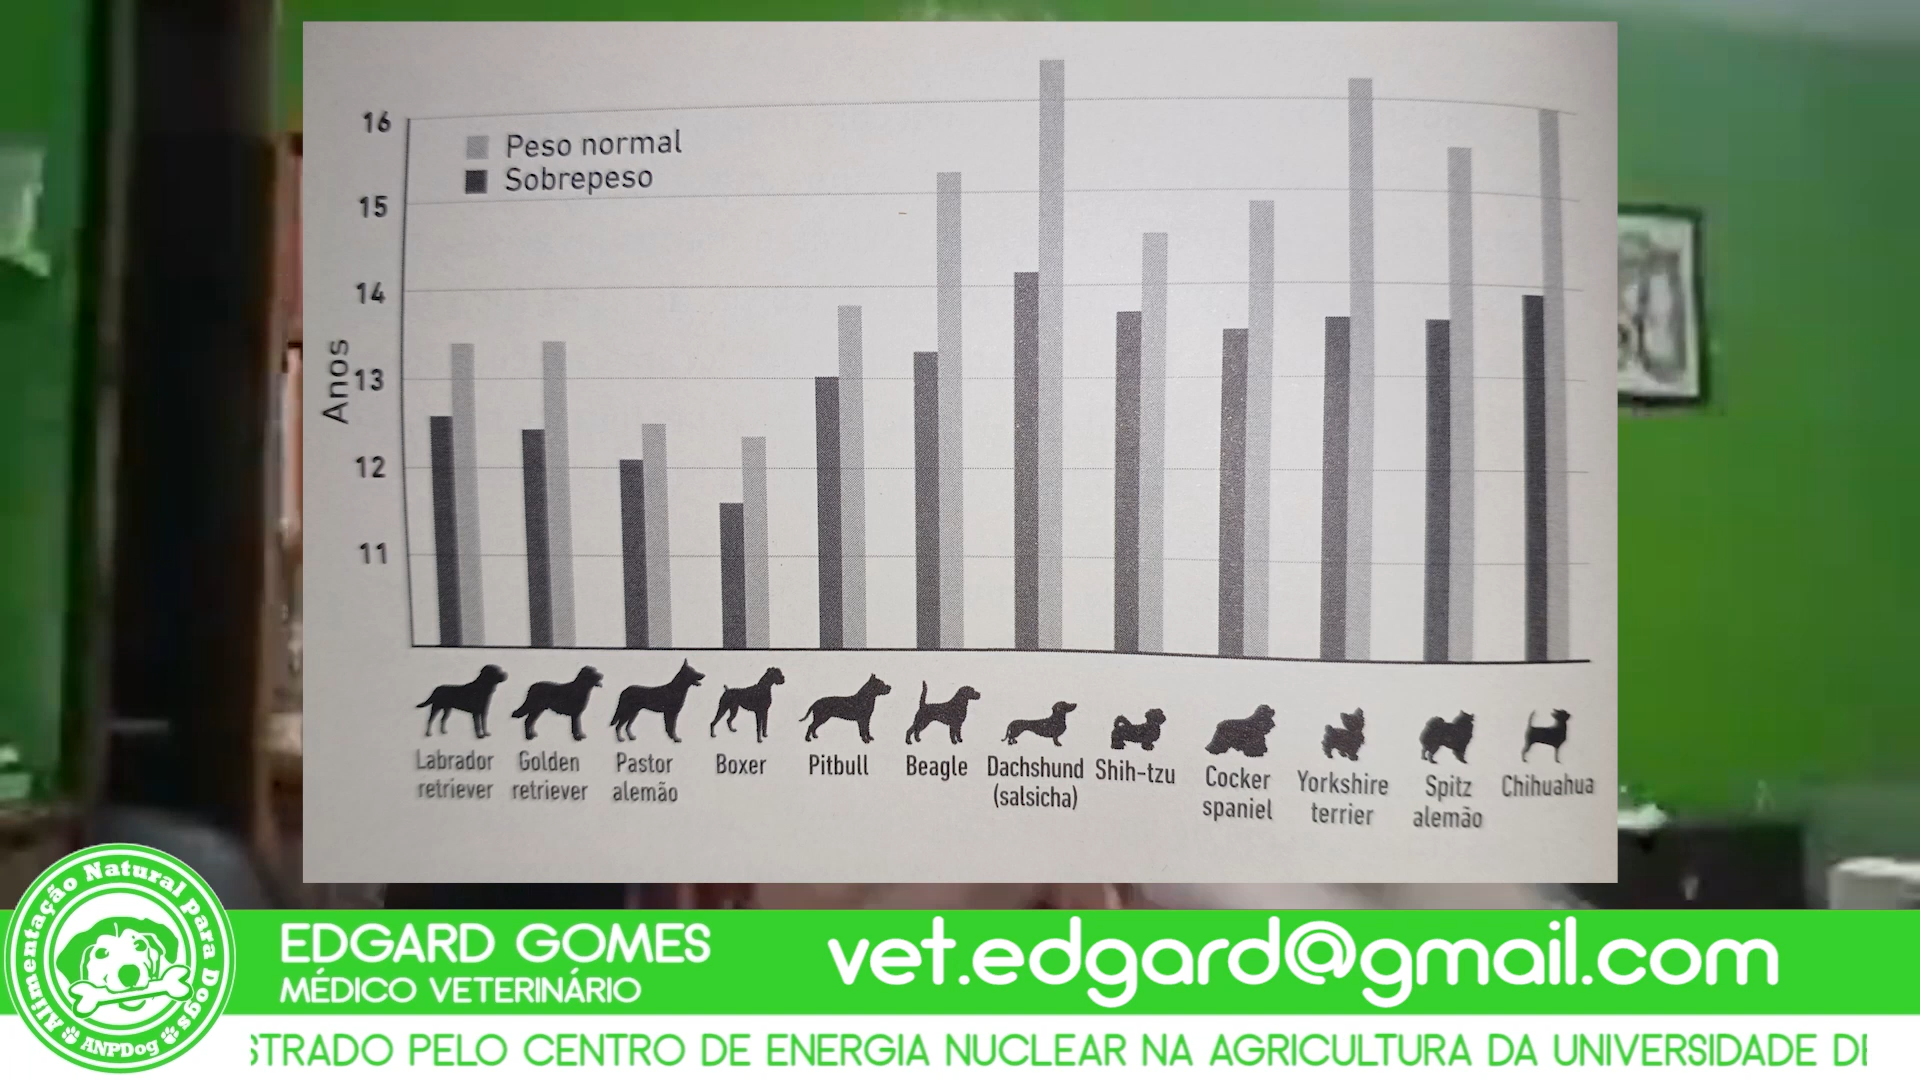 16
15
14
13
12
11
Anos
Peso normal
Sobrepeso
Labrador
retriever
Golden
retriever
Pastor
alemão
Boxer
Pitbull
Beagle
Dachshund
(salsicha)
Shih-tzu
Cocker
spaniel
Yorkshire
terrier
Spitz
alemão
Chihuahua
Alimentação Natural para Dogs
ANPDog
EDGARD GOMES
MÉDICO VETERINÁRIO
vet.edgard@gmail.com
STRADO PELO CENTRO DE ENERGIA NUCLEAR NA AGRICULTURA DA UNIVERSIDADE DE